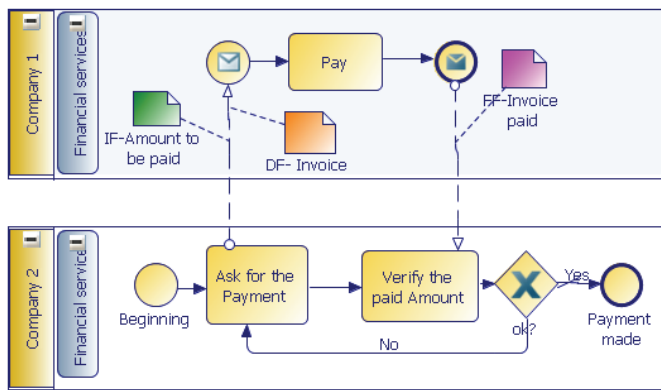 Company 1
Financial services
Pay
IF-Amount to
be paid
DF- Invoice
FF-Invoice
paid
Company 2
Financial service
Beginning
Ask for the
Payment
Verify the
paid Amount
ok?
Yes
No
Payment
made